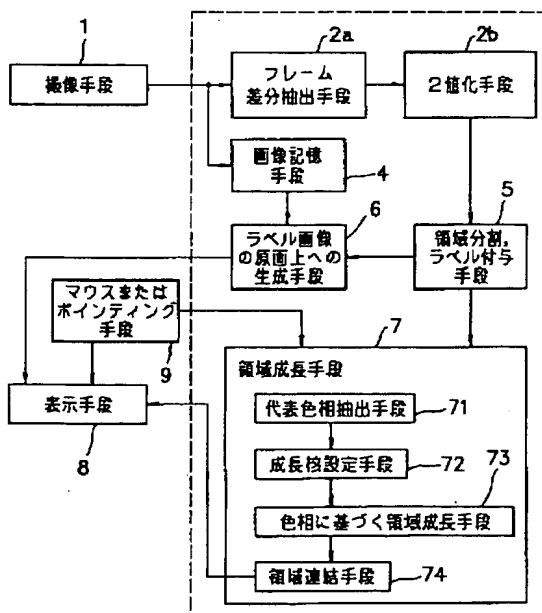 1
撮像手段
2a
フレーム
差分抽出手段
2b
2値化手段
画像記憶
手段
4
5
領域分割,
ラベル付与
手段
6
ラベル画像
の原画上への
生成手段
マウスまたは
ポインティング
手段
9
表示手段
8
7
領域成長手段
代表色相抽出手段
71
成長核設定手段
72
73
色相に基づく領域成長手段
領域連結手段
74